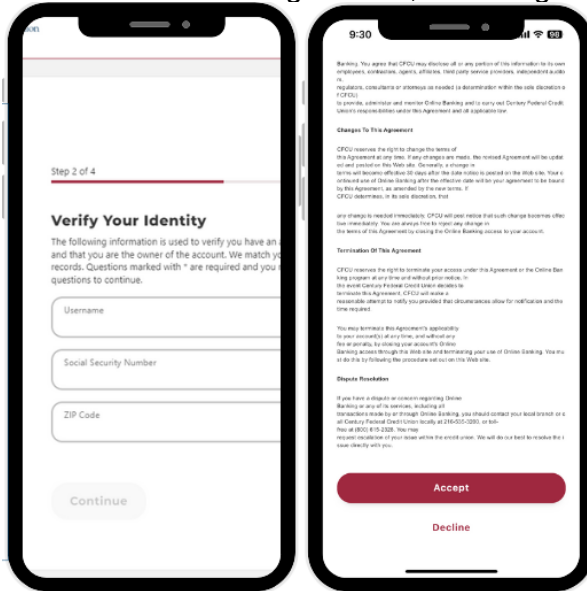 Step 2 of 4
Verify Your Identity
The following information is used to verify you have an
and that you are the owner of the account. We match
records. Questions marked with * are required and you
questions to continue.
Username
Social Security Number
ZIP Code
Continue
9:30
98
Banking. You agree that CFCU may disclose all or any portion of this information to its own
employees, contractors, agents, affiliates, third party service providers, independent audito
rs,
regulators, consultants or attorneys as needed (a determination within the sole discretion o
f CFCU)
to provide, administer and monitor Online Banking and to carry out Century Federal Credit
Union's responsibilities under this Agreement and all applicable law
Changes To This Agreement
CFCU reserves the right to change the terms of
this Agreement at any time. If any changes are made, the revised Agreement will be updat
ed and posted on this Web site. Generally, a change in
terms will become effective 30 days after the date notice is posted on the Web site. Your c
ontinued use of Online Banking after the effective date will be your agreement to be bound
by this Agreement, as amended by the new terms. If
CFCU determines, in its sole discretion, that
any change is needed immediately, CFCU will post notice that such change becomes effec
tive immediately. You are always free to reject any change in
the terms of this agreement by closing the Online Banking access to your account.
Termination Of This Agreement
CFCU reserves the right to terminate your access under this Agreement or the Online Ban
king program at any time and without prior notice. In
the event Century Federal Credit Union decides to
terminate this Agreement, CFCU will make a
reasonable attempt to notify you provided that circumstances allow for notification and the
time required.
You may terminate this Agreement's applicability
to your account(s) at any time, and without any
fee or penalty, by closing your account's Online
Banking access through this Web site and terminating your use of Online Banking. You mu
st do this by following the procedure set out on this Web site.
Dispute Resolution
If you have a dispute or concern regarding Online
Banking or any of its services, including all
transactions made by or through Online Banking, you should contact your local branch or c
all Century Federal Credit Union locally at 216-535-3200, or toll-
free at (800) 615-2328. You may
request escalation of your issue within the credit union. We will do our best to resolve the i
ssue directly with you.
Accept
Decline